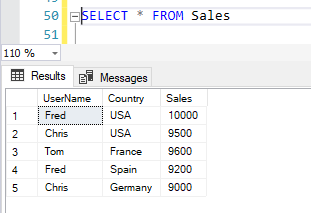 50 SELECT * FROM Sales
51
110 %
Results Messages
UserName Country Sales
1 Fred USA 10000
2 Chris USA 9500
3 Tom France 9600
4 Fred Spain 9200
5 Chris Germany 9000